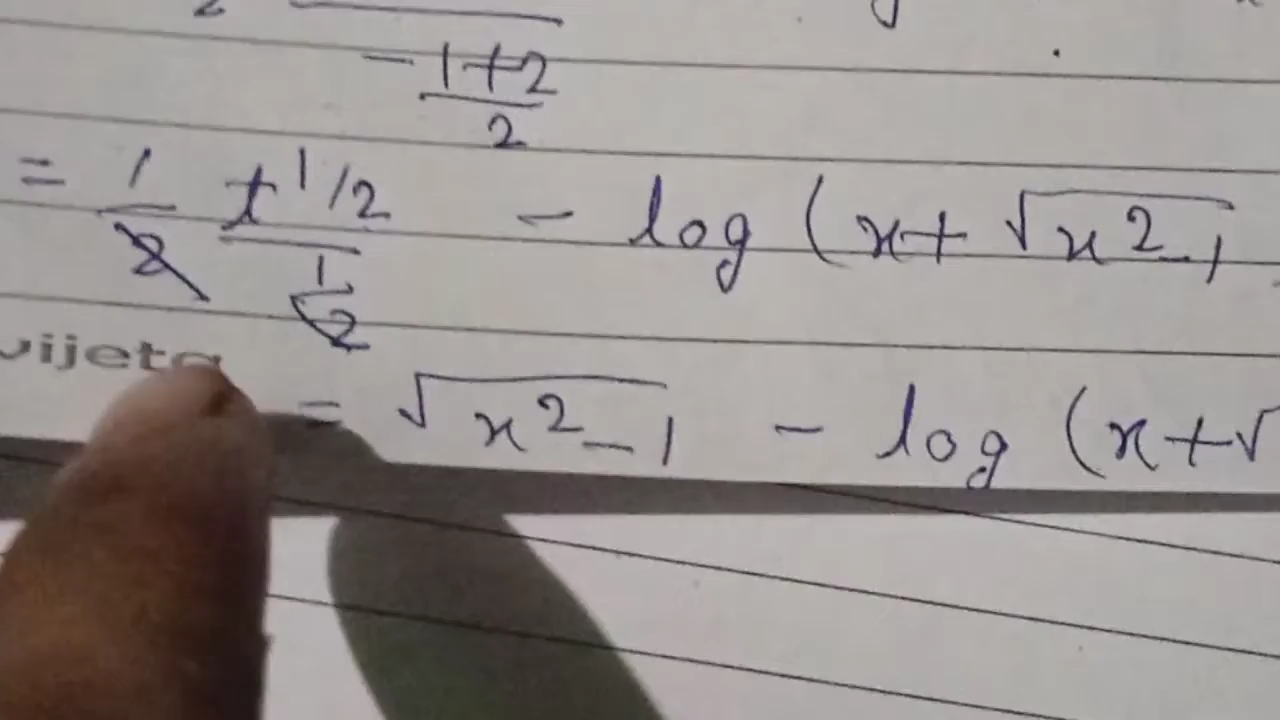 -1+2
2
= 1/2 t^1/2 / 1/2 - log (x+√x²-1
= √x²-1 - log (x+√